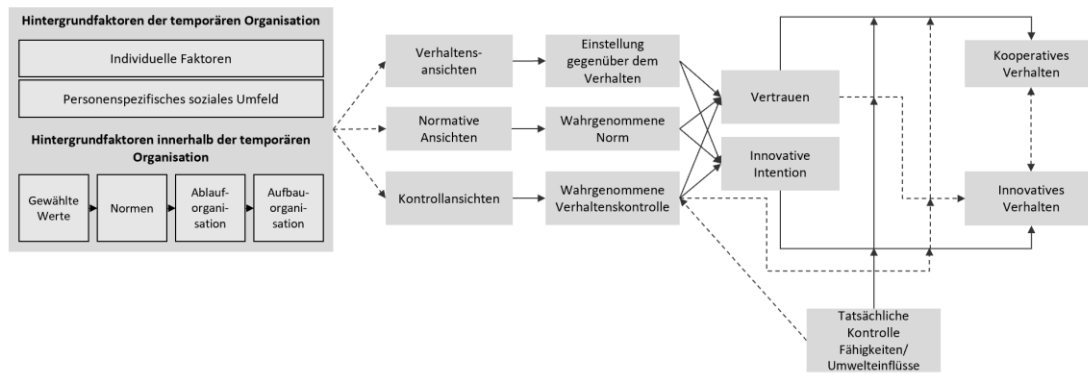 Hintergrundfaktoren der temporären Organisation
Individuelle Faktoren
Personenspezifisches soziales Umfeld
Hintergrundfaktoren innerhalb der temporären
Organisation
Gewählte
Werte
Normen
Ablauf-
organi-
sation
Aufbau-
organi-
sation
Verhaltens-
ansichten
Normative
Ansichten
Kontrollansichten
Einstellung
gegenüber dem
Verhalten
Wahrgenommene
Norm
Wahrgenommene
Verhaltenskontrolle
Vertrauen
Innovative
Intention
Kooperatives
Verhalten
Innovatives
Verhalten
Tatsächliche
Kontrolle
Fähigkeiten/
Umwelteinflüsse